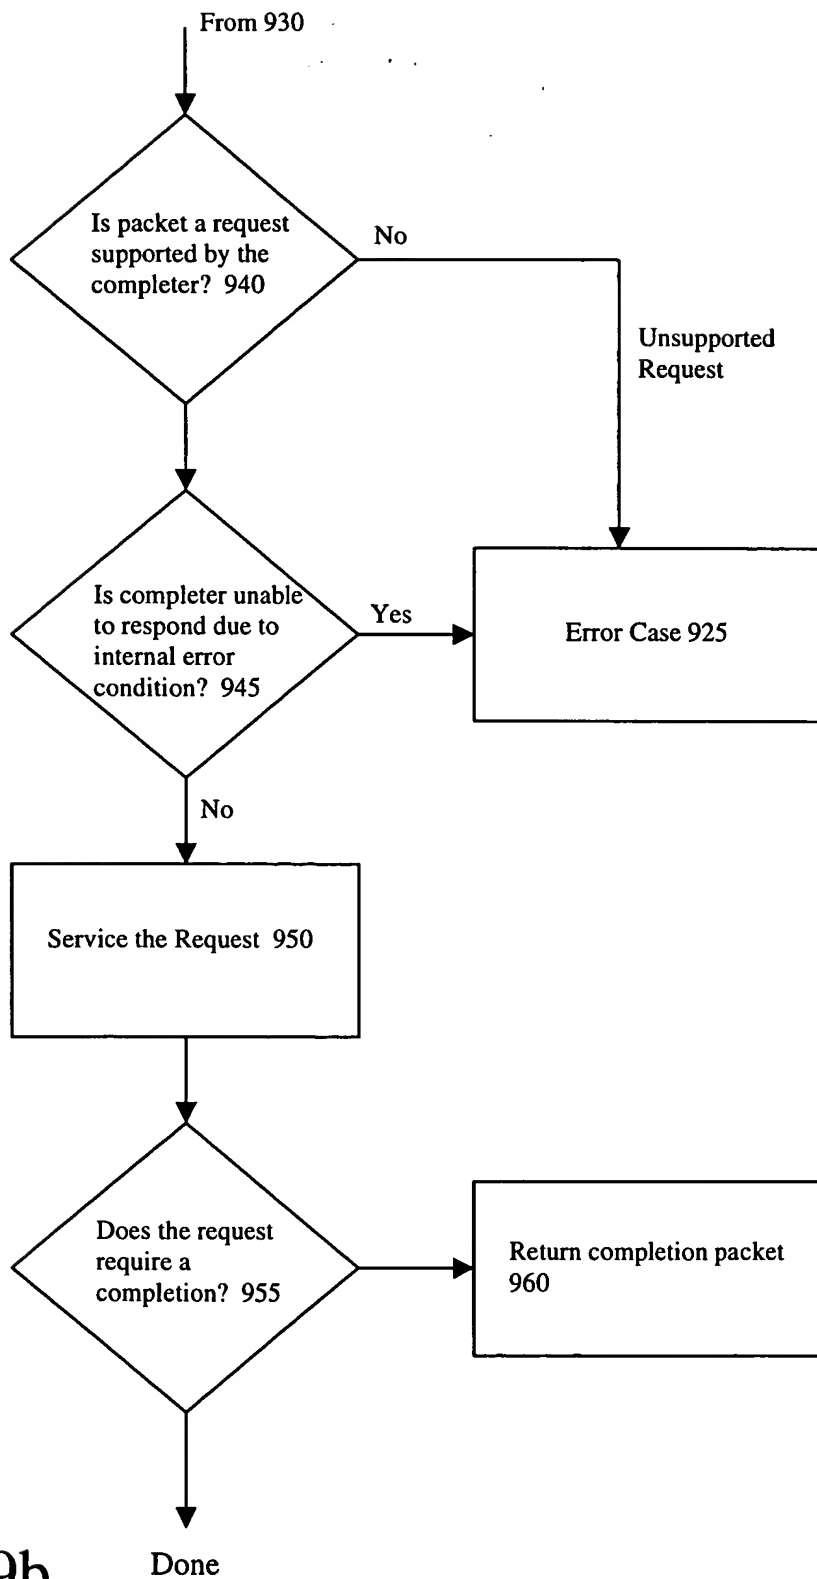 From 930
Is packet a request
supported by the
completer? 940
No
Unsupported
Request
Is completer unable
to respond due to
internal error
condition? 945
Yes
Error Case 925
No
Service the Request 950
Does the request
require a
completion? 955
Return completion packet
960
Done
9b